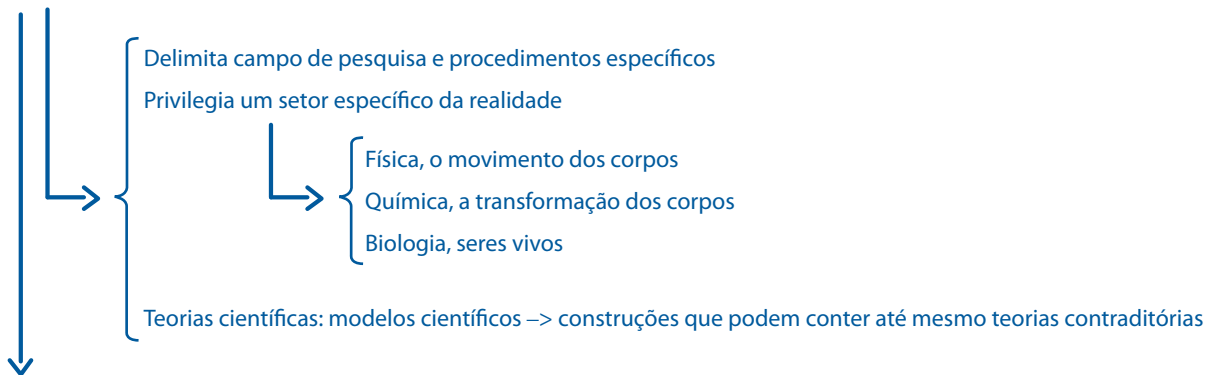 Delimita campo de pesquisa e procedimentos específicos
Privilegia um setor específico da realidade
Física, o movimento dos corpos
Química, a transformação dos corpos
Biologia, seres vivos
Teorias científicas: modelos científicos –> construções que podem conter até mesmo teorias contraditórias